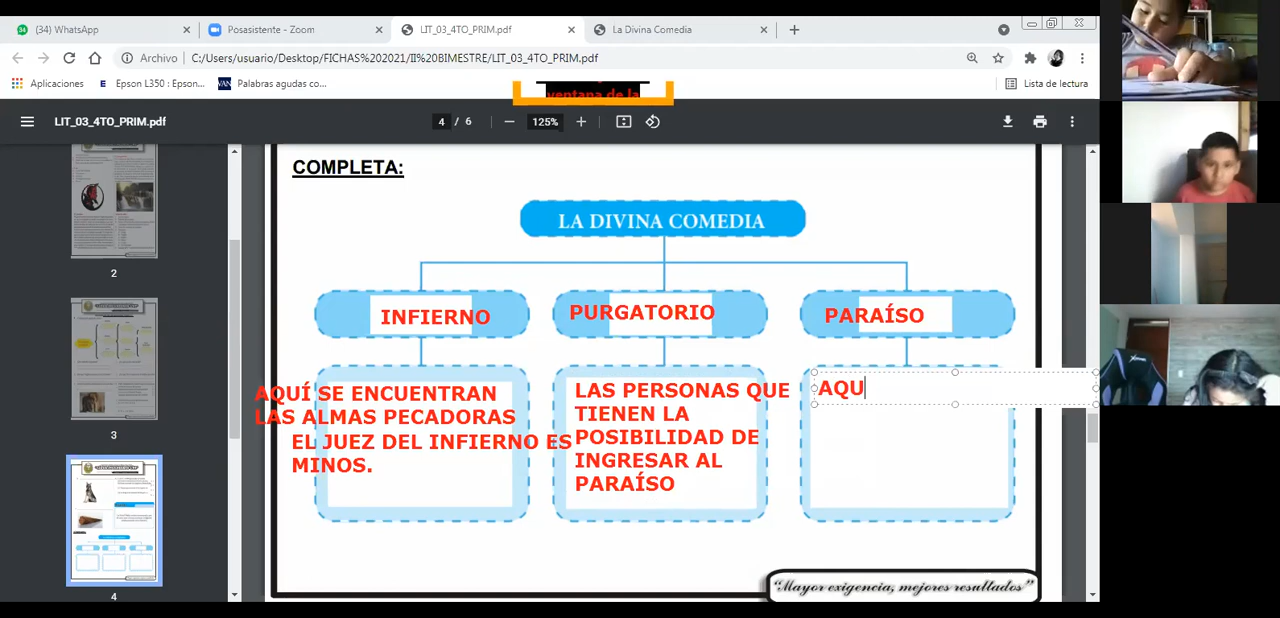 (34) WhatsApp
Posasistente - Zoom
LIT_03_4TO_PRIM.pdf
La Divina Comedia
Archivo
C:/Users/usuario/Desktop/FICHAS%202021/II%20BIMESTRE/LIT_03_4TO_PRIM.pdf
Aplicaciones
Epson L350 : Epson...
Palabras agudas co...
Lista de lectura
ventana de la
LIT_03_4TO_PRIM.pdf
4 / 6
125%
2
3
4
COMPLETA:
LA DIVINA COMEDIA
INFIERNO
PURGATORIO
PARAÍSO
AQUÍ SE ENCUENTRAN
LAS ALMAS PECADORAS
EL JUEZ DEL INFIERNO ES
MINOS.
LAS PERSONAS QUE
TIENEN LA
POSIBILIDAD DE
INGRESAR AL
PARAÍSO
AQU
“Mayor exigencia, mejores resultados”